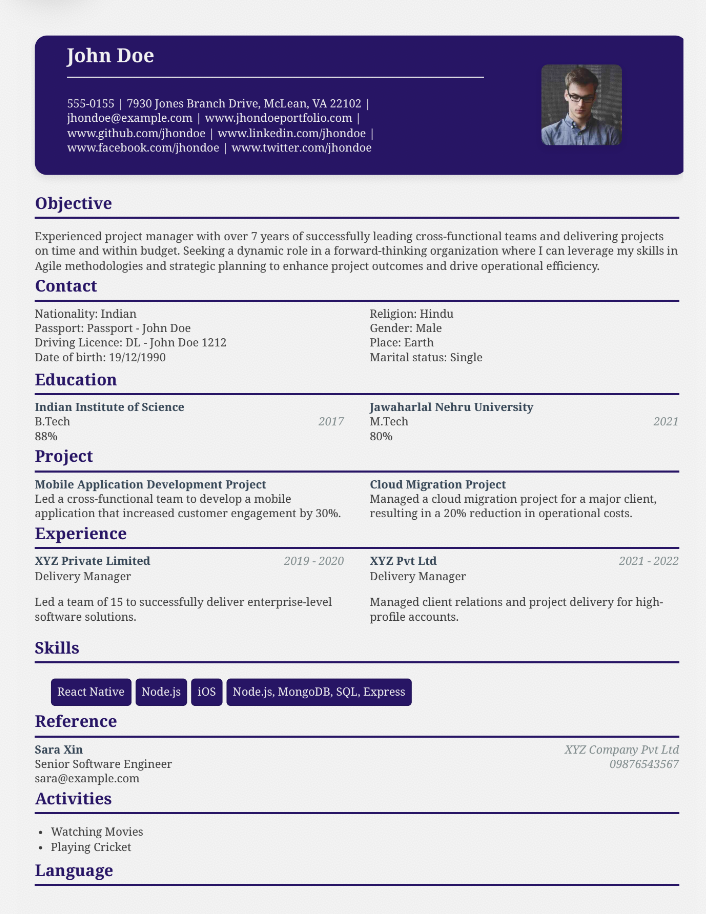 John Doe
555-0155 | 7930 Jones Branch Drive, McLean, VA 22102 |
jhondoe@example.com | www.jhondoeportfolio.com |
www.github.com/jhondoe | www.linkedin.com/jhondoe |
www.facebook.com/jhondoe | www.twitter.com/jhondoe
Objective
Experienced project manager with over 7 years of successfully leading cross-functional teams and delivering projects
on time and within budget. Seeking a dynamic role in a forward-thinking organization where I can leverage my skills in
Agile methodologies and strategic planning to enhance project outcomes and drive operational efficiency.
Contact
Nationality: Indian
Passport: Passport - John Doe
Driving Licence: DL - John Doe 1212
Date of birth: 19/12/1990
Religion: Hindu
Gender: Male
Place: Earth
Marital status: Single
Education
Indian Institute of Science
B.Tech 2017
88%
Jawaharlal Nehru University
M.Tech 2021
80%
Project
Mobile Application Development Project
Led a cross-functional team to develop a mobile
application that increased customer engagement by 30%.
Cloud Migration Project
Managed a cloud migration project for a major client,
resulting in a 20% reduction in operational costs.
Experience
XYZ Private Limited 2019 - 2020
Delivery Manager
Led a team of 15 to successfully deliver enterprise-level
software solutions.
XYZ Pvt Ltd 2021 - 2022
Delivery Manager
Managed client relations and project delivery for high-
profile accounts.
Skills
React Native Node.js iOS Node.js, MongoDB, SQL, Express
Reference
Sara Xin XYZ Company Pvt Ltd
Senior Software Engineer 09876543567
sara@example.com
Activities
• Watching Movies
• Playing Cricket
Language